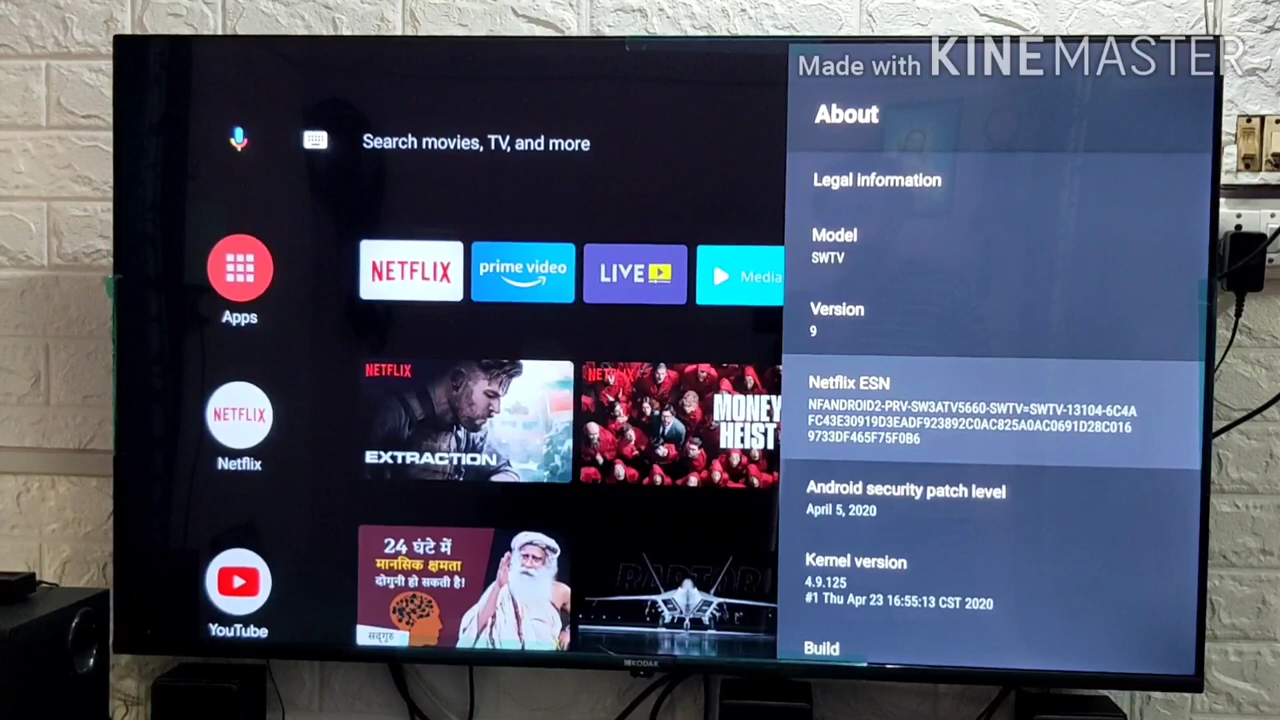 Made with KINEMASTER
Search movies, TV, and more
Apps
NETFLIX
prime video
LIVE
Media
NETFLIX
EXTRACTION
NETFLIX
MONEY
HEIST
NETFLIX
Netflix
24 घंटे में
मानसिक क्षमता
दोगुनी हो सकती है!
सद्गुरु
RAPTOR
YouTube
About
Legal information
Model
SWTV
Version
9
Netflix ESN
NFANDROID2-PRV-SW3ATV5660-SWTV=SWTV-13104-6C4A
FC43E30919D3EADF923892C0AC825A0AC0691D28C016
9733DF465F75F0B6
Android security patch level
April 5, 2020
Kernel version
4.9.125
#1 Thu Apr 23 16:55:13 CST 2020
Build
KODAK